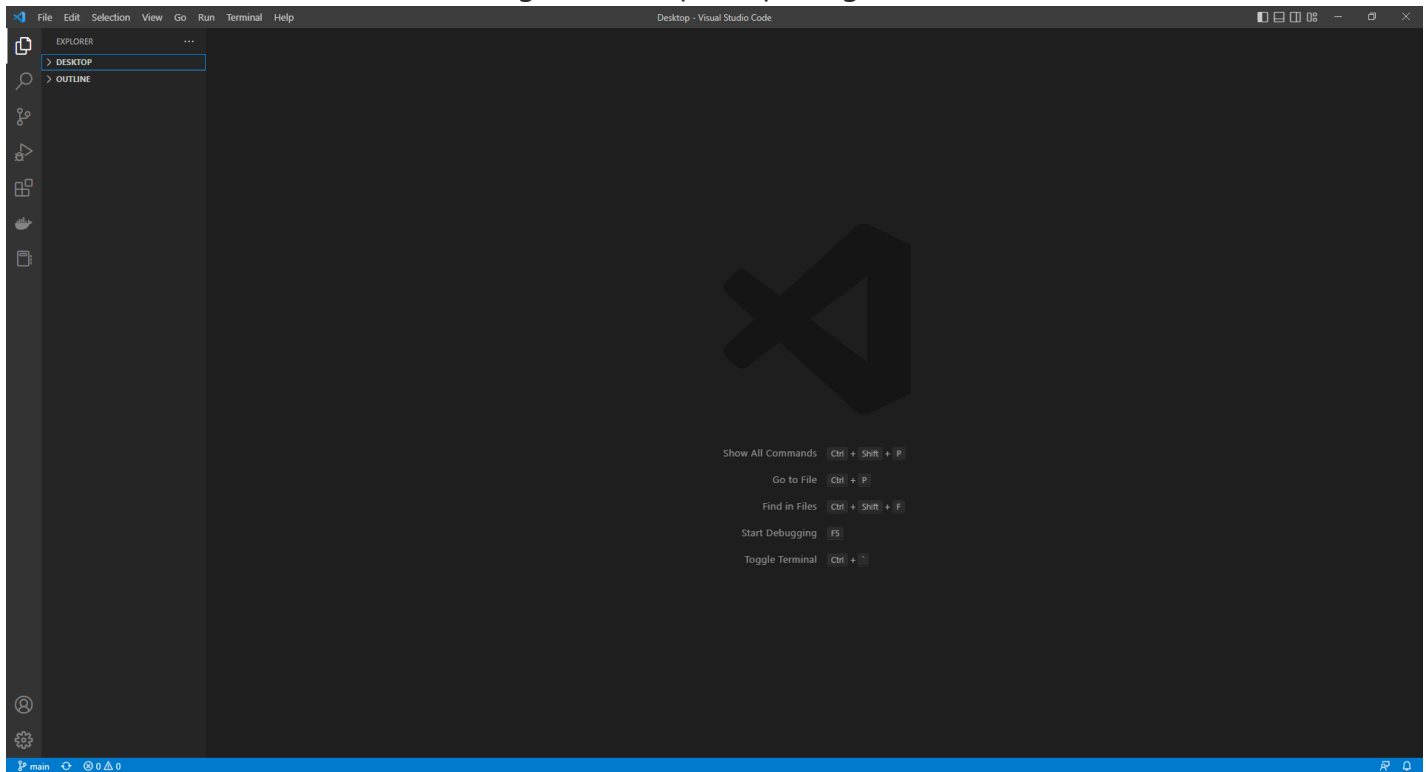 File Edit Selection View Go Run Terminal Help Desktop - Visual Studio Code
EXPLORER
DESKTOP
OUTLINE
Show All Commands Ctrl + Shift + P
Go to File Ctrl + P
Find in Files Ctrl + Shift + F
Start Debugging F5
Toggle Terminal Ctrl + `
main 0 0